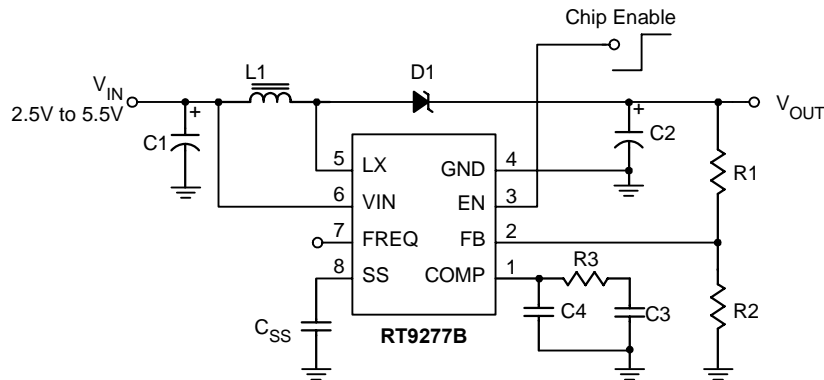 Chip Enable
V_IN
2.5V to 5.5V
L1
D1
V_OUT
C1
C2
R1
5 LX GND 4
6 VIN EN 3
7 FREQ FB 2
8 SS COMP 1
R3
C4
C3
R2
C_SS
RT9277B